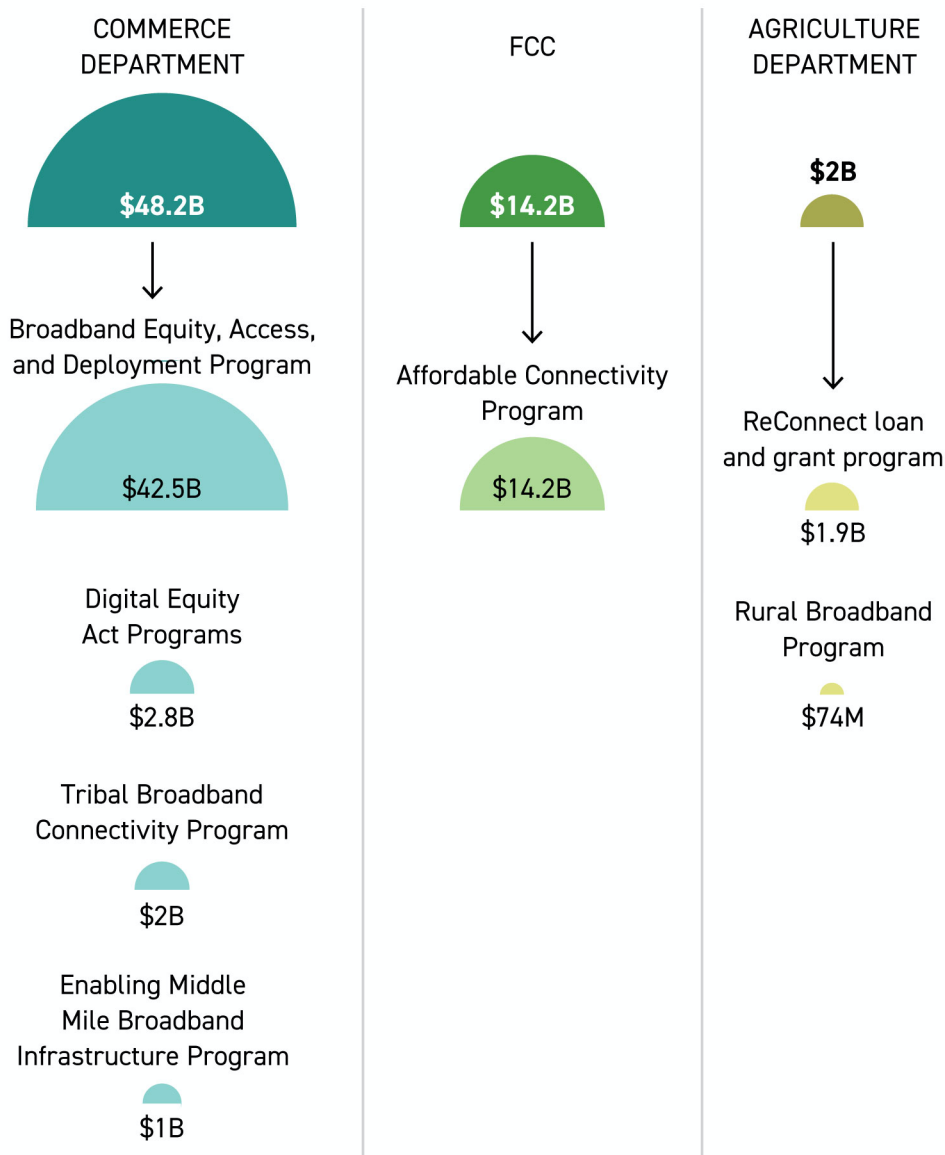 COMMERCE
DEPARTMENT
$48.2B
Broadband Equity, Access,
and Deployment Program
$42.5B
Digital Equity
Act Programs
$2.8B
Tribal Broadband
Connectivity Program
$2B
Enabling Middle
Mile Broadband
Infrastructure Program
$1B
FCC
$14.2B
Affordable Connectivity
Program
$14.2B
AGRICULTURE
DEPARTMENT
$2B
ReConnect loan
and grant program
$1.9B
Rural Broadband
Program
$74M